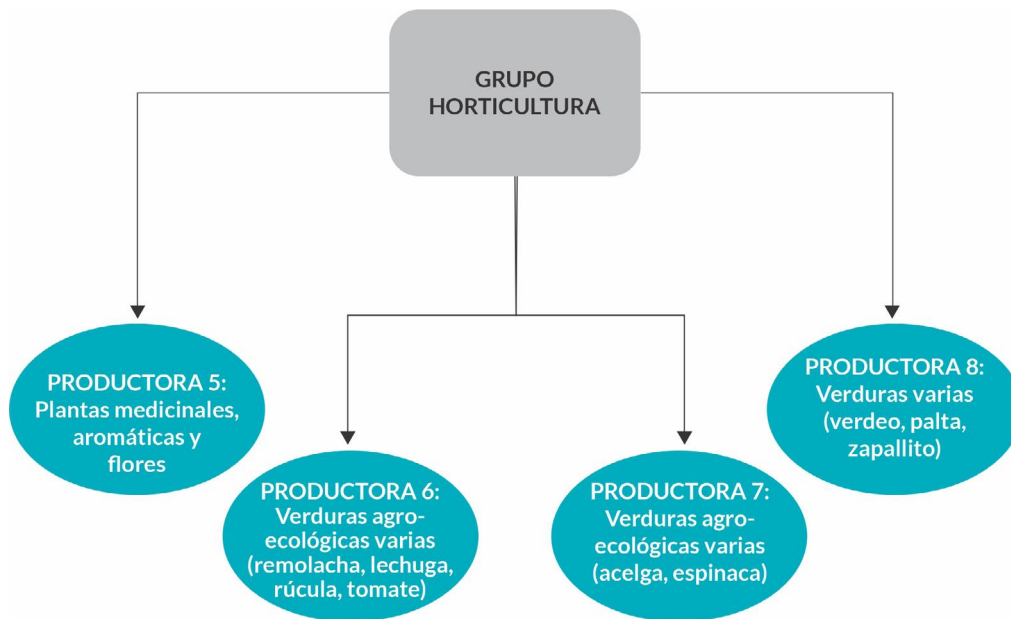 GRUPO
HORTICULTURA
PRODUCTORA 5:
Plantas medicinales,
aromáticas y
flores
PRODUCTORA 6:
Verduras agro-
ecológicas varias
(remolacha, lechuga,
rúcula, tomate)
PRODUCTORA 7:
Verduras agro-
ecológicas varias
(acelga, espinaca)
PRODUCTORA 8:
Verduras varias
(verdeo, palta,
zapallito)